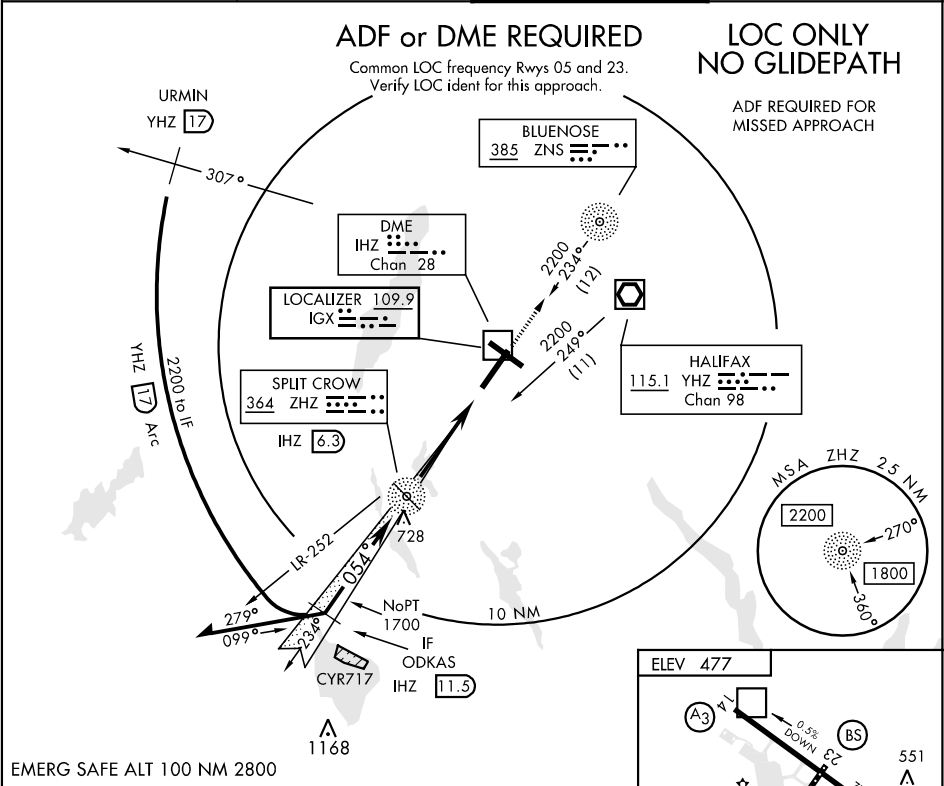 ADF or DME REQUIRED
Common LOC frequency Rwys 05 and 23.
Verify LOC ident for this approach.
LOC ONLY
NO GLIDEPATH
ADF REQUIRED FOR
MISSED APPROACH
URMIN
YHZ 17
307°
BLUENOSE
385 ZNS
DME
IHZ
Chan 28
2200
234°
(12)
LOCALIZER 109.9
IGX
2200
249°
(11)
HALIFAX
115.1 YHZ
Chan 98
YHZ 17 Arc
2200 to IF
SPLIT CROW
364 ZHZ
IHZ 6.3
728
LR-252
054°
279°
099°
234°
NoPT
1700
IF
ODKAS
IHZ 11.5
10 NM
CYR717
1168
MSA ZHZ 25 NM
2200
270°
1800
360°
EMERG SAFE ALT 100 NM 2800
ELEV 477
A3
14
0.5%
DOWN
BS
23
551